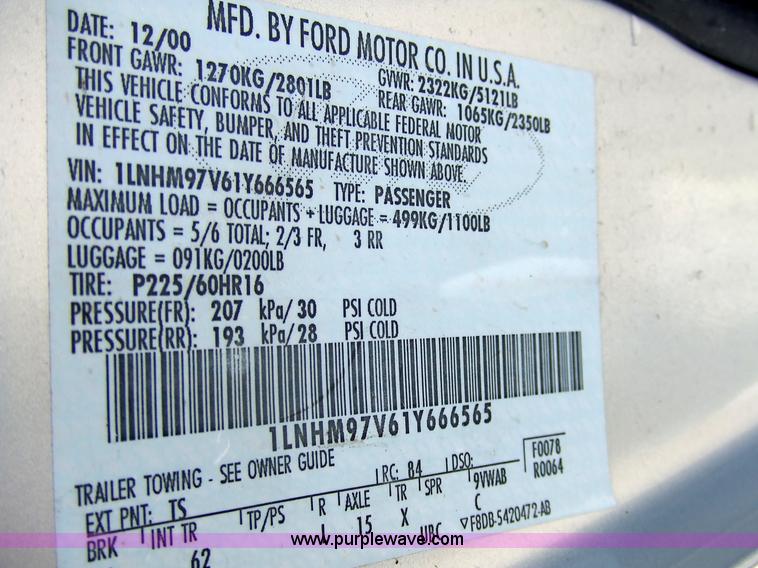 MFD. BY FORD MOTOR CO. IN U.S.A.
DATE: 12/00
GVWR: 2322KG/5121LB
FRONT GAWR: 1270KG/2801LB
REAR GAWR: 1065KG/2350LB
THIS VEHICLE CONFORMS TO ALL APPLICABLE FEDERAL MOTOR
VEHICLE SAFETY, BUMPER, AND THEFT PREVENTION STANDARDS
IN EFFECT ON THE DATE OF MANUFACTURE SHOWN ABOVE.
VIN: 1LNHM97V61Y666565 TYPE: PASSENGER
MAXIMUM LOAD = OCCUPANTS + LUGGAGE = 499KG/1100LB
OCCUPANTS = 5/6 TOTAL; 2/3 FR, 3 RR
LUGGAGE = 091KG/0200LB
TIRE: P225/60HR16
PRESSURE(FR): 207 kPa/30 PSI COLD
PRESSURE(RR): 193 kPa/28 PSI COLD
1LNHM97V61Y666565
TRAILER TOWING - SEE OWNER GUIDE
F0078
R0064
EXT PNT: TS RC: 84 DSO:
BRK INT TR TP/PS R AXLE TR SPR 9VWAB
62 15 X C
▽F8DB-5420472-AB
UBC
www.purplewave.com